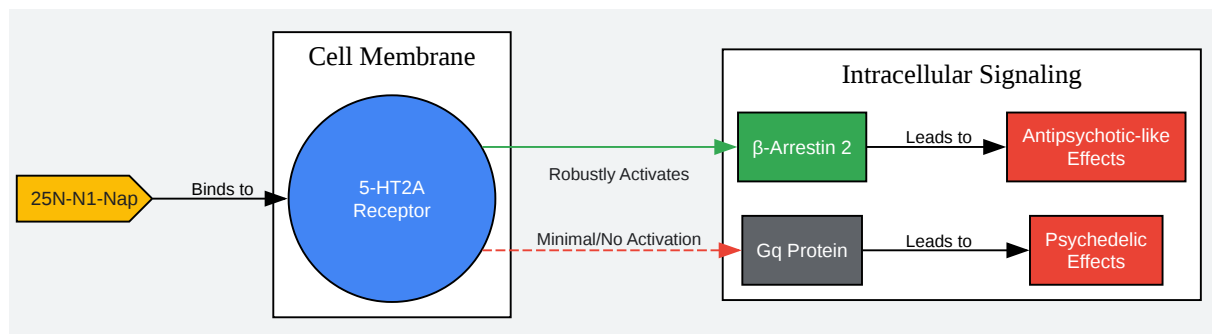 Cell Membrane
Intracellular Signaling
25N-N1-Nap
Binds to
5-HT2A
Receptor
Robustly Activates
β-Arrestin 2
Leads to
Antipsychotic-like
Effects
Minimal/No Activation
Gq Protein
Leads to
Psychedelic
Effects